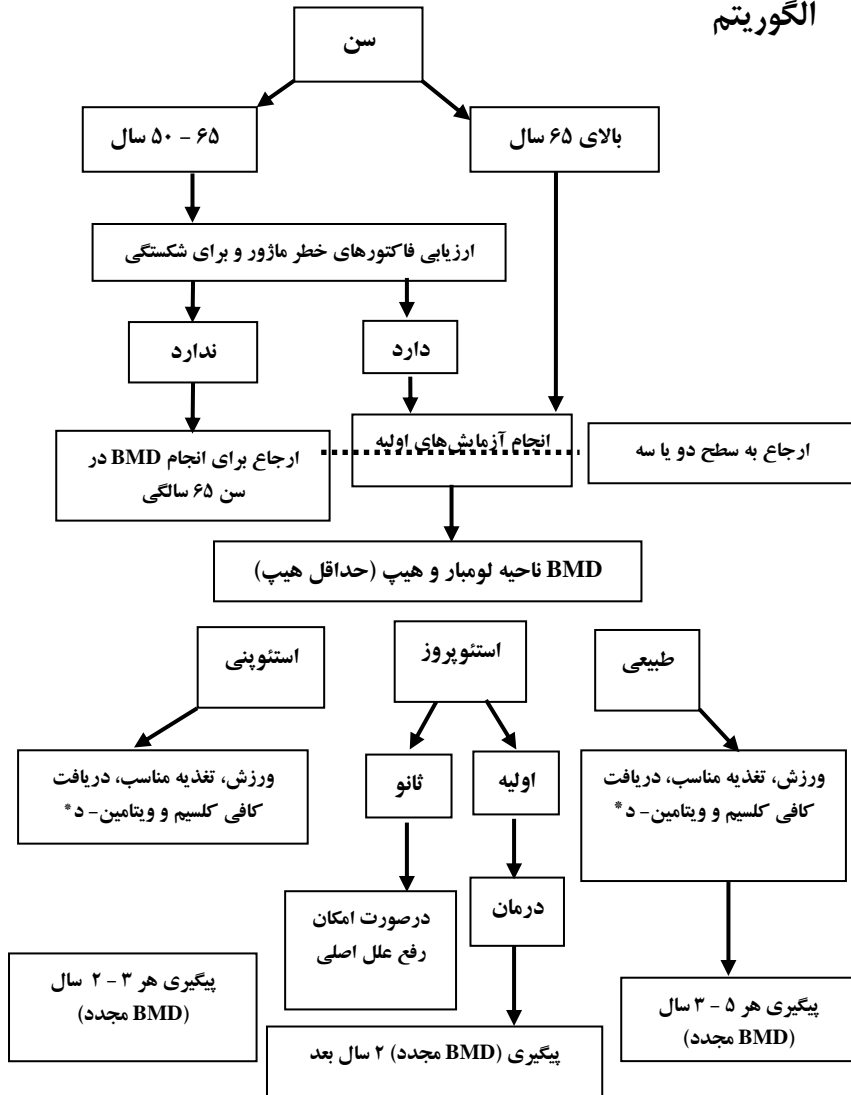 الگوریتم
سن
بالای ۶۵ سال
۵۰ – ۶۵ سال
ارزیابی فاکتورهای خطر ماژور و برای شکستگی
دارد
ندارد
ارجاع به سطح دو یا سه
انجام آزمایش‌های اولیه
ارجاع برای انجام BMD در
سن ۶۵ سالگی
BMD ناحیه لومبار و هیپ (حداقل هیپ)
طبیعی
استئوپروز
استئوپنی
ورزش، تغذیه مناسب، دریافت
کافی کلسیم و ویتامین- د*
اولیه
ثانو
ورزش، تغذیه مناسب، دریافت
کافی کلسیم و ویتامین- د*
درمان
درصورت امکان
رفع علل اصلی
پیگیری هر ۵ – ۳ سال
(BMD مجدد)
پیگیری هر ۳ – ۲ سال
(BMD مجدد)
پیگیری (BMD مجدد) ۲ سال بعد